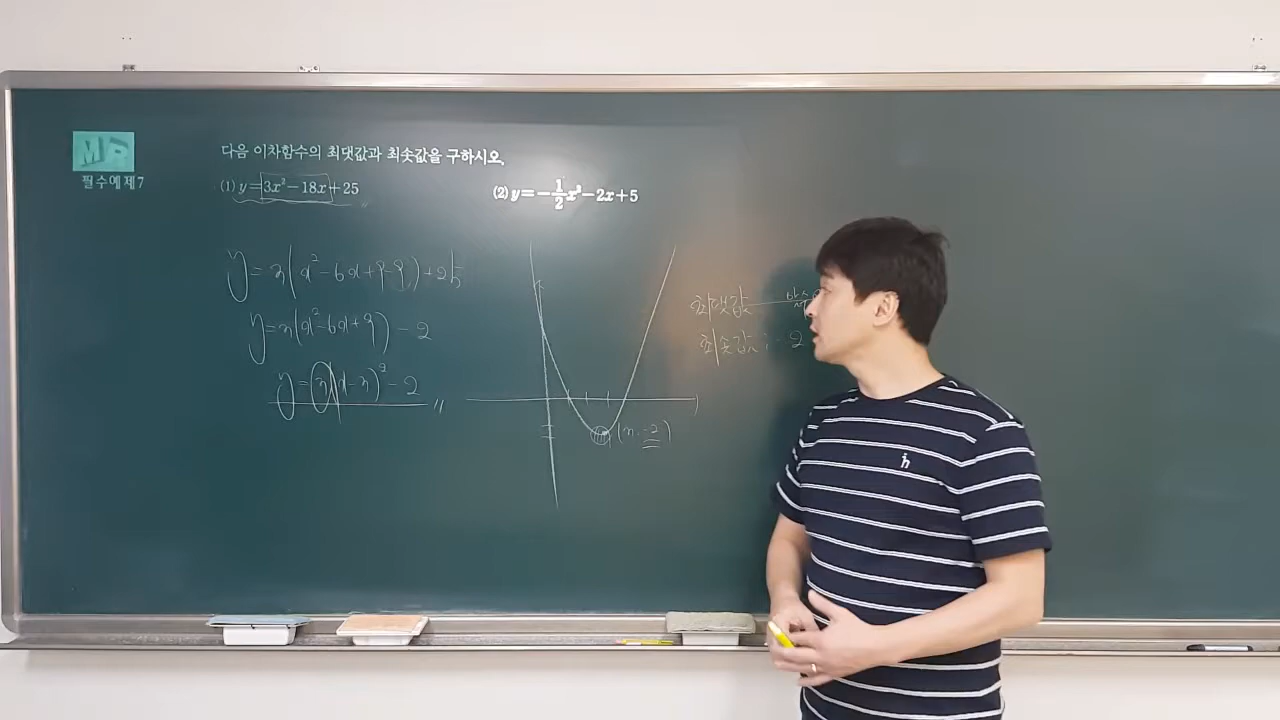 필수예제7
다음 이차함수의 최댓값과 최솟값을 구하시오.
(1) y=3x²−18x+25
(2) y=−1/2x²−2x+5
y=3(x²-6x+9-9)+25
y=3(x²-6x+9)-2
y=3(x-3)²-2
(3, -2)
최댓값
최솟값 : -2